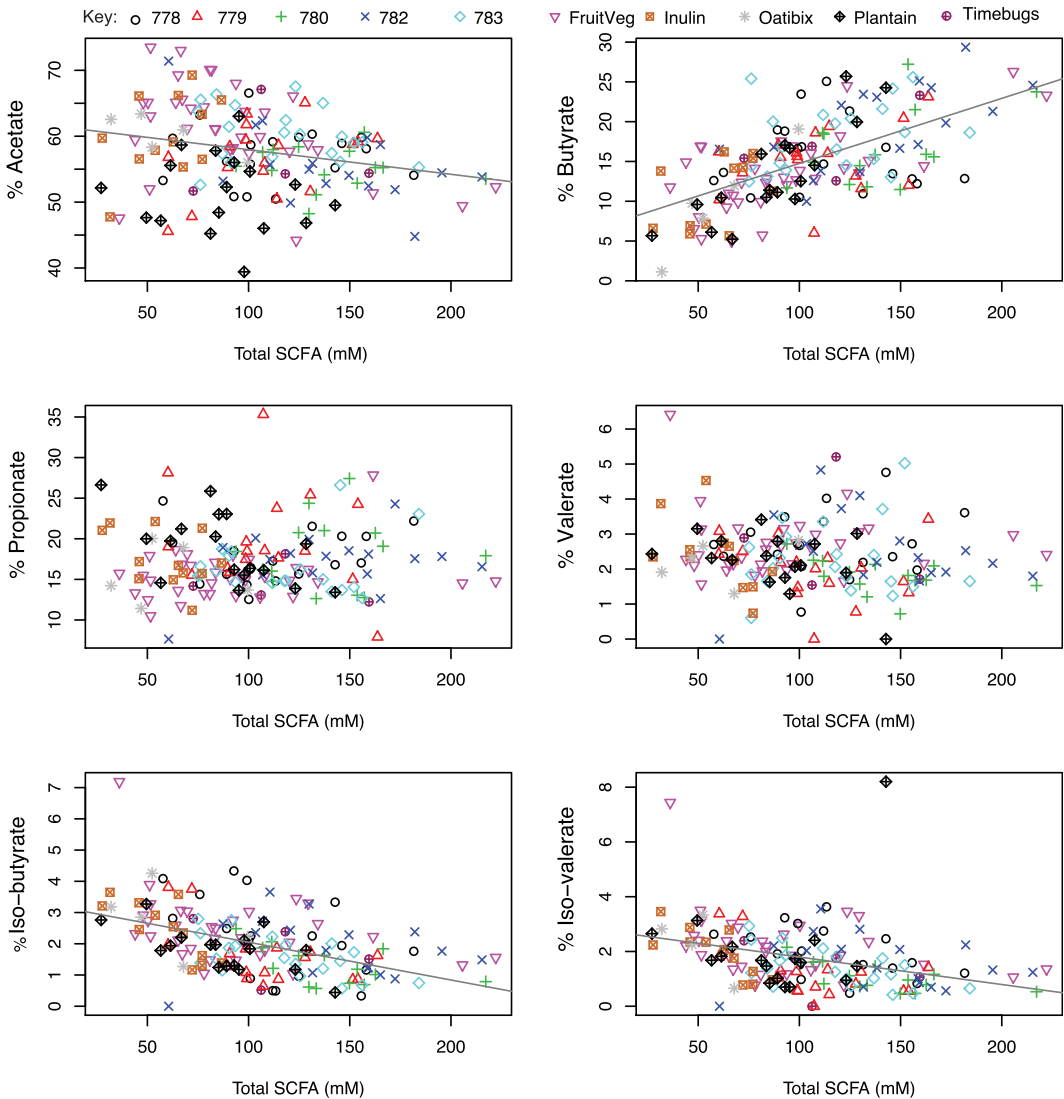 Key: 778 779 780 782 783 FruitVeg Inulin Oatibix Plantain Timebugs
% Acetate
70
60
50
40
50 100 150 200
Total SCFA (mM)
% Butyrate
30
25
20
15
10
5
0
50 100 150 200
Total SCFA (mM)
% Propionate
35
30
25
20
15
10
50 100 150 200
Total SCFA (mM)
% Valerate
6
5
4
3
2
1
0
50 100 150 200
Total SCFA (mM)
% Iso−butyrate
7
6
5
4
3
2
1
0
50 100 150 200
Total SCFA (mM)
% Iso−valerate
8
6
4
2
0
50 100 150 200
Total SCFA (mM)